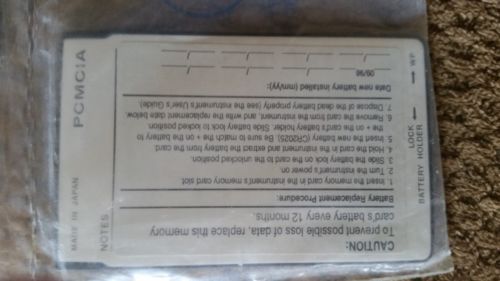 CAUTION:
To prevent possible loss of data, replace this memory
card's battery every 12 months.
Battery Replacement Procedure:
1. Insert the memory card in the instrument's memory card slot.
2. Turn the instrument's power on.
3. Slide the battery lock on the card to the unlocked position.
4. Hold the card in the instrument and extract the battery from the card.
5. Insert the new battery (CR2025). Be sure to match the + on the battery to
the + on the card's battery holder. Slide battery lock to locked position.
6. Remove the card from the instrument, and write the replacement date below.
7. Dispose of the dead battery properly (see the instrument's User's Guide).
Date new battery installed (mm/yy):
09/98
NOTES
MADE IN JAPAN
PCMCIA
BATTERY HOLDER
LOCK
WP